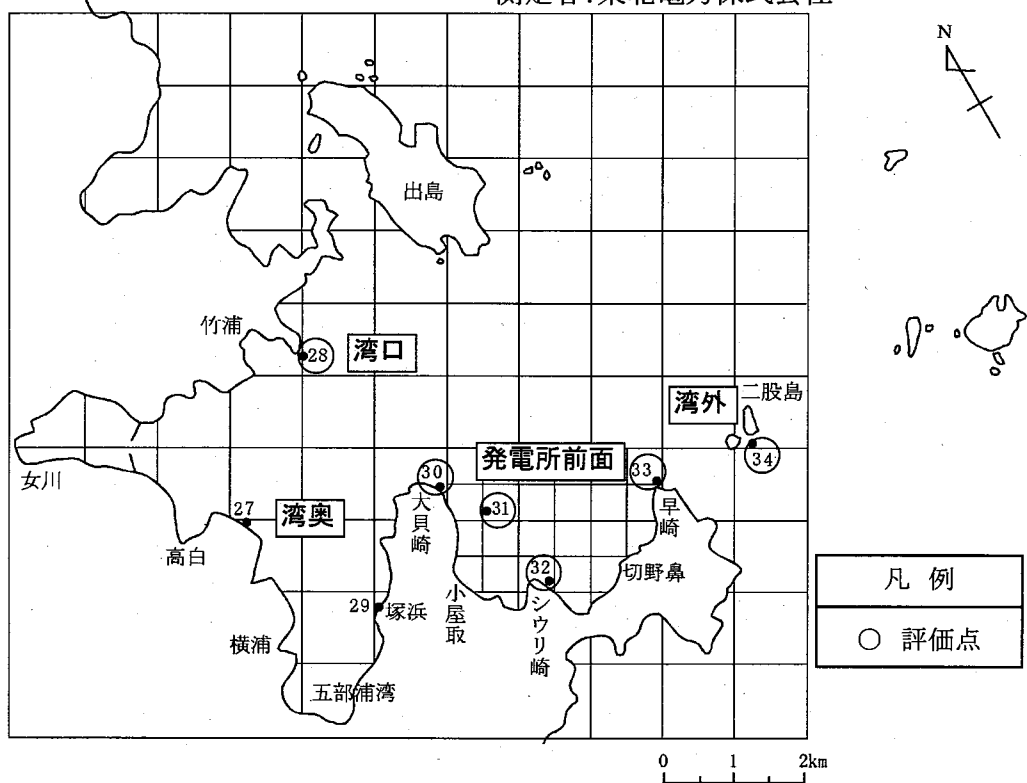 測定者:東北電力株式会社
N
出島
竹浦
28
湾口
湾外
二股島
34
発電所前面
33
早崎
30
大貝崎
31
女川
27
湾奥
高白
32
切野鼻
シウリ崎
小屋取
29
塚浜
横浦
五部浦湾
凡例
○ 評価点
0 1 2km